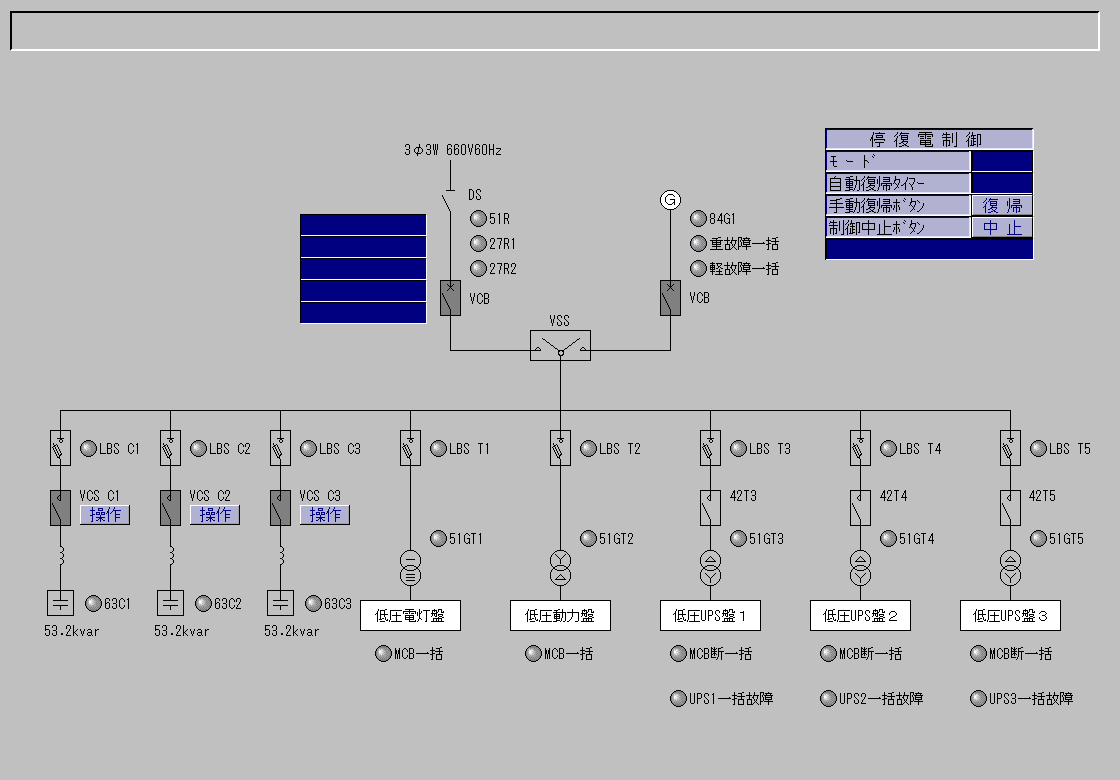 3φ3W 660V60Hz
停復電制御
ﾓｰﾄﾞ
自動復帰ﾀｲﾏｰ
手動復帰ﾎﾞﾀﾝ 復帰
制御中止ﾎﾞﾀﾝ 中止
DS
51R
27R1
27R2
VCB
G
84G1
重故障一括
軽故障一括
VCB
VSS
LBS C1
LBS C2
LBS C3
LBS T1
LBS T2
LBS T3
LBS T4
LBS T5
VCS C1
操作
VCS C2
操作
VCS C3
操作
42T3
42T4
42T5
51GT1
51GT2
51GT3
51GT4
51GT5
63C1
63C2
63C3
53.2kvar
53.2kvar
53.2kvar
低圧電灯盤
低圧動力盤
低圧UPS盤１
低圧UPS盤２
低圧UPS盤３
MCB一括
MCB一括
MCB断一括
MCB断一括
MCB断一括
UPS1一括故障
UPS2一括故障
UPS3一括故障